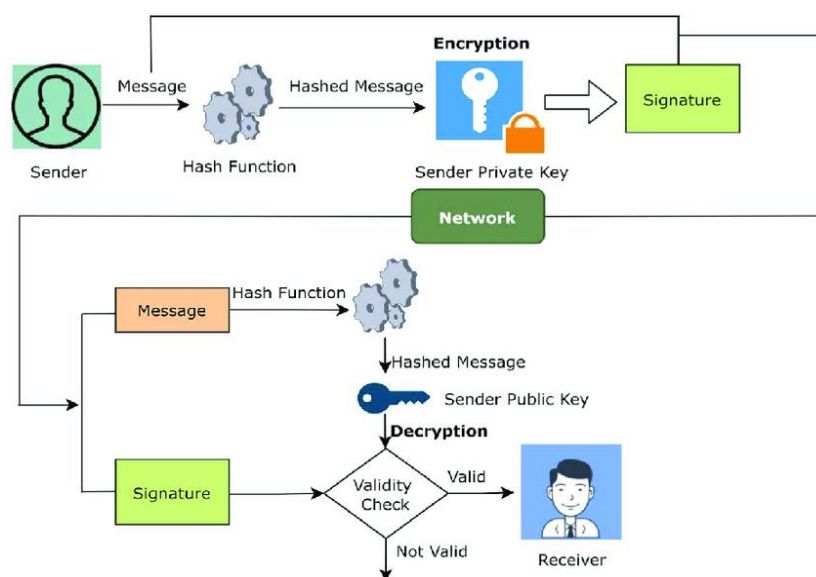 Encryption
Message
Hashed Message
Signature
Sender
Hash Function
Sender Private Key
Network
Hash Function
Message
Hashed Message
Sender Public Key
Decryption
Signature
Validity
Check
Valid
Not Valid
Receiver